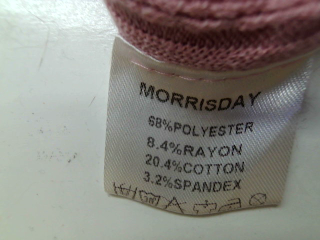 MORRISDAY
68%POLYESTER
8.4%RAYON
20.4%COTTON
3.2%SPANDEX